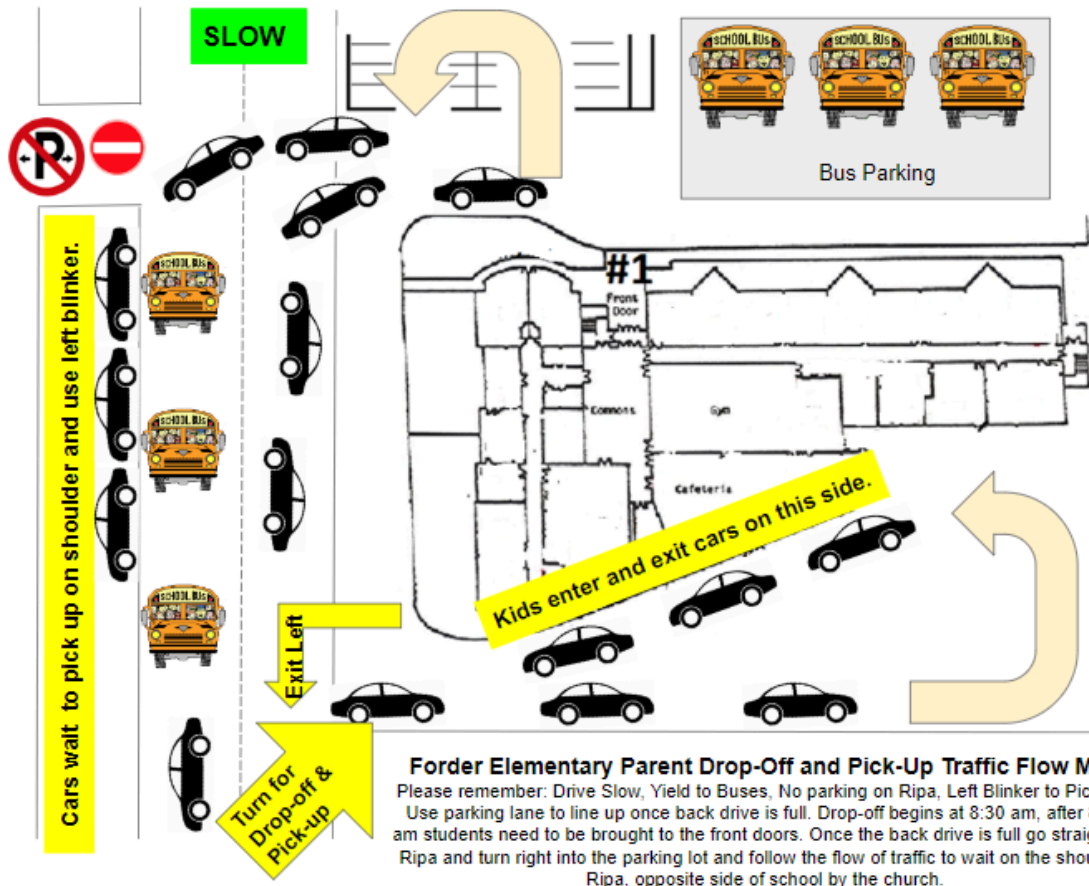 SLOW
SCHOOL BUS
SCHOOL BUS
SCHOOL BUS
Bus Parking
P
Cars wait to pick up on shoulder and use left blinker.
SCHOOL BUS
SCHOOL BUS
SCHOOL BUS
#1
Front
Door
Commons
Gym
Cafeteria
Kids enter and exit cars on this side.
Exit Left
Turn for
Drop-off &
Pick-up
Forder Elementary Parent Drop-Off and Pick-Up Traffic Flow M
Please remember: Drive Slow, Yield to Buses, No parking on Ripa, Left Blinker to Pic
Use parking lane to line up once back drive is full. Drop-off begins at 8:30 am, after
am students need to be brought to the front doors. Once the back drive is full go straig
Ripa and turn right into the parking lot and follow the flow of traffic to wait on the shou
Ripa, opposite side of school by the church.